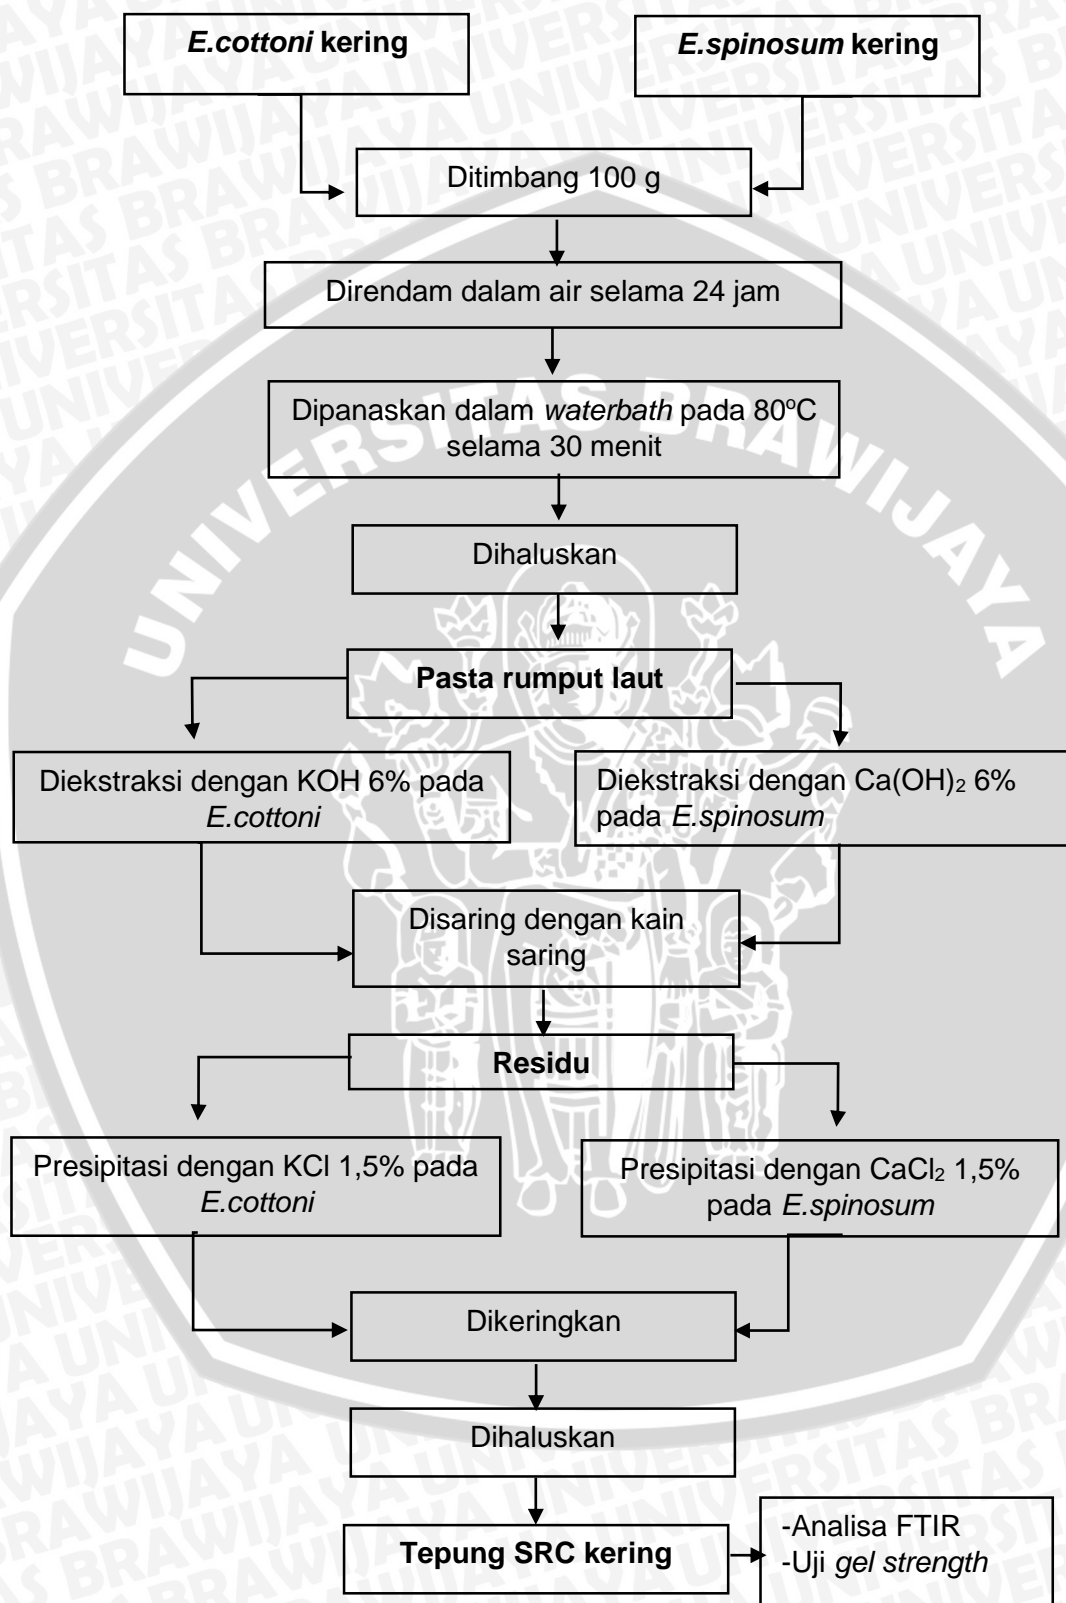 E.cottoni kering
E.spinosum kering
Ditimbang 100 g
Direndam dalam air selama 24 jam
Dipanaskan dalam waterbath pada 80ºC
selama 30 menit
Dihaluskan
Pasta rumput laut
Diekstraksi dengan KOH 6% pada
E.cottoni
Diekstraksi dengan Ca(OH)₂ 6%
pada E.spinosum
Disaring dengan kain
saring
Residu
Presipitasi dengan KCl 1,5% pada
E.cottoni
Presipitasi dengan CaCl₂ 1,5%
pada E.spinosum
Dikeringkan
Dihaluskan
Tepung SRC kering
-Analisa FTIR
-Uji gel strength
UNIVERSITAS BRAWIJAYA